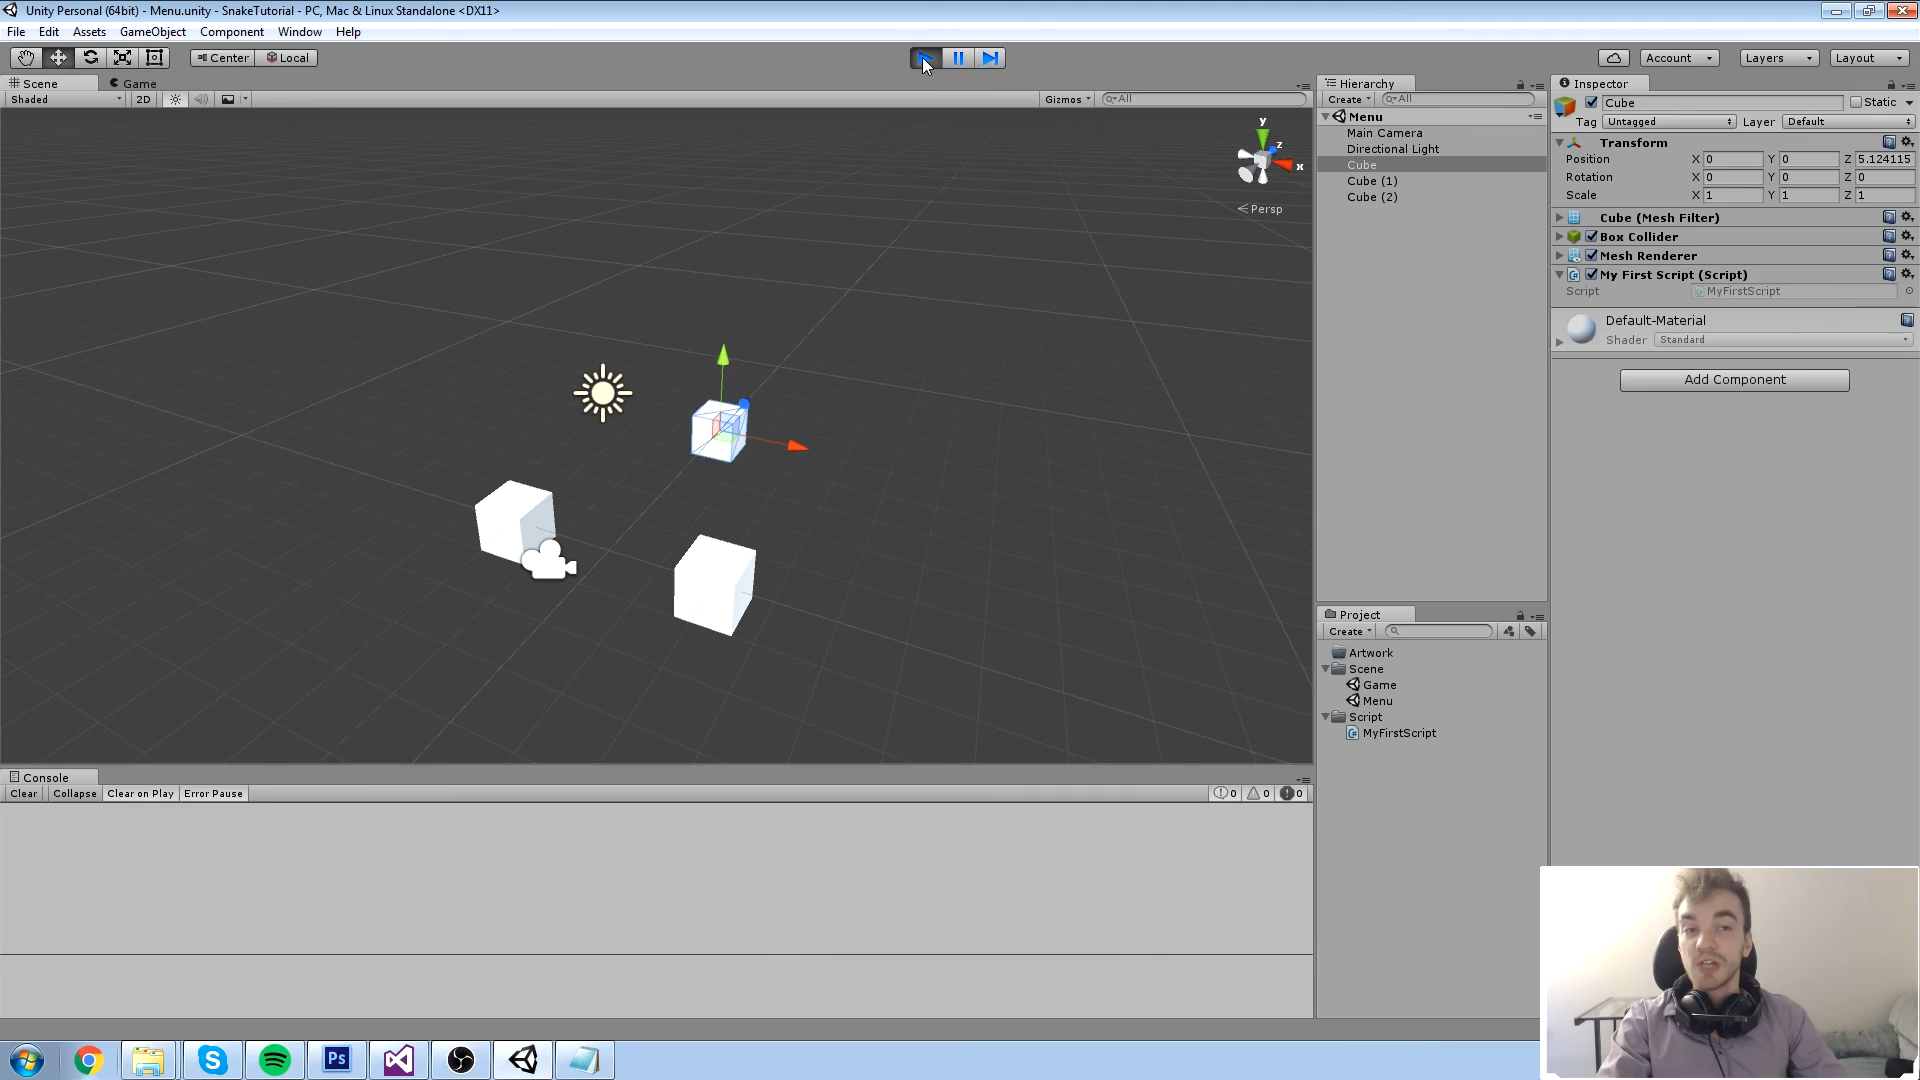 Unity Personal (64bit) - Menu.unity - SnakeTutorial - PC, Mac & Linux Standalone <DX11>
File Edit Assets GameObject Component Window Help
Center Local
Account Layers Layout
Scene Game
Shaded 2D Gizmos All
y
z
x
Persp
Hierarchy
Create All
Menu
Main Camera
Directional Light
Cube
Cube (1)
Cube (2)
Inspector
Cube Static
Tag Untagged Layer Default
Transform
Position X 0 Y 0 Z 5.124115
Rotation X 0 Y 0 Z 0
Scale X 1 Y 1 Z 1
Cube (Mesh Filter)
Box Collider
Mesh Renderer
My First Script (Script)
Script MyFirstScript
Default-Material
Shader Standard
Add Component
Project
Create
Artwork
Scene
Game
Menu
Script
MyFirstScript
Console
Clear Collapse Clear on Play Error Pause 0 0 0
Ps